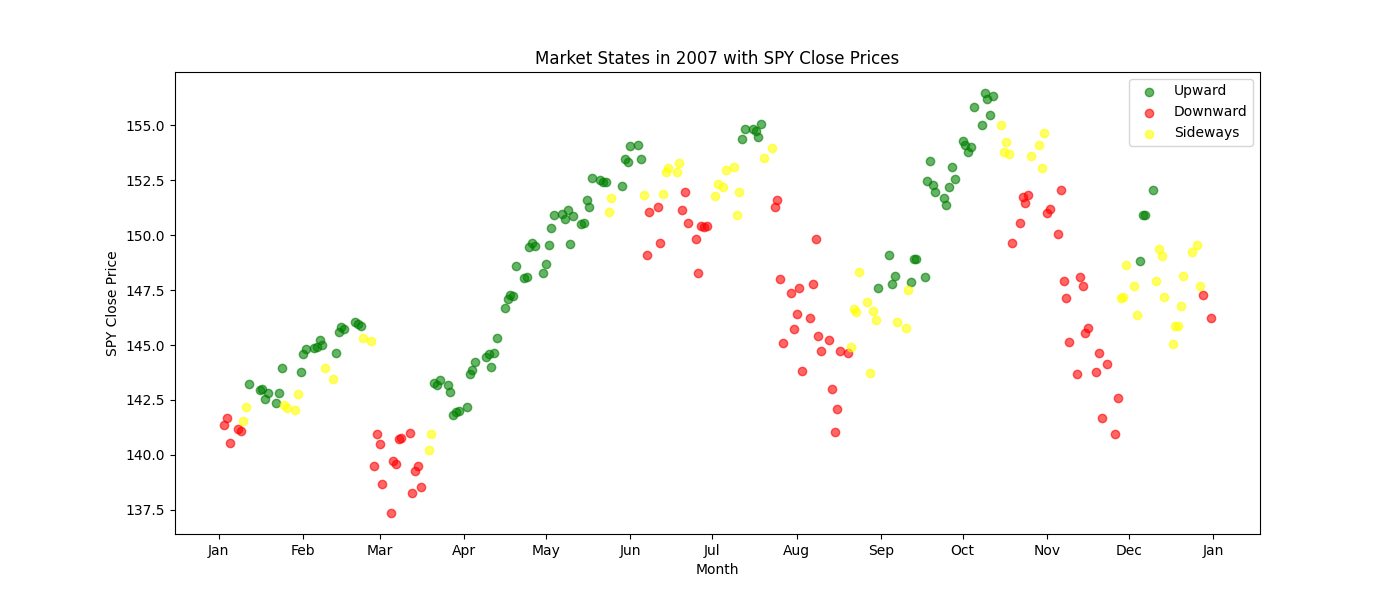 Market States in 2007 with SPY Close Prices
Upward
Downward
Sideways
SPY Close Price
155.0
152.5
150.0
147.5
145.0
142.5
140.0
137.5
Jan Feb Mar Apr May Jun Jul Aug Sep Oct Nov Dec Jan
Month